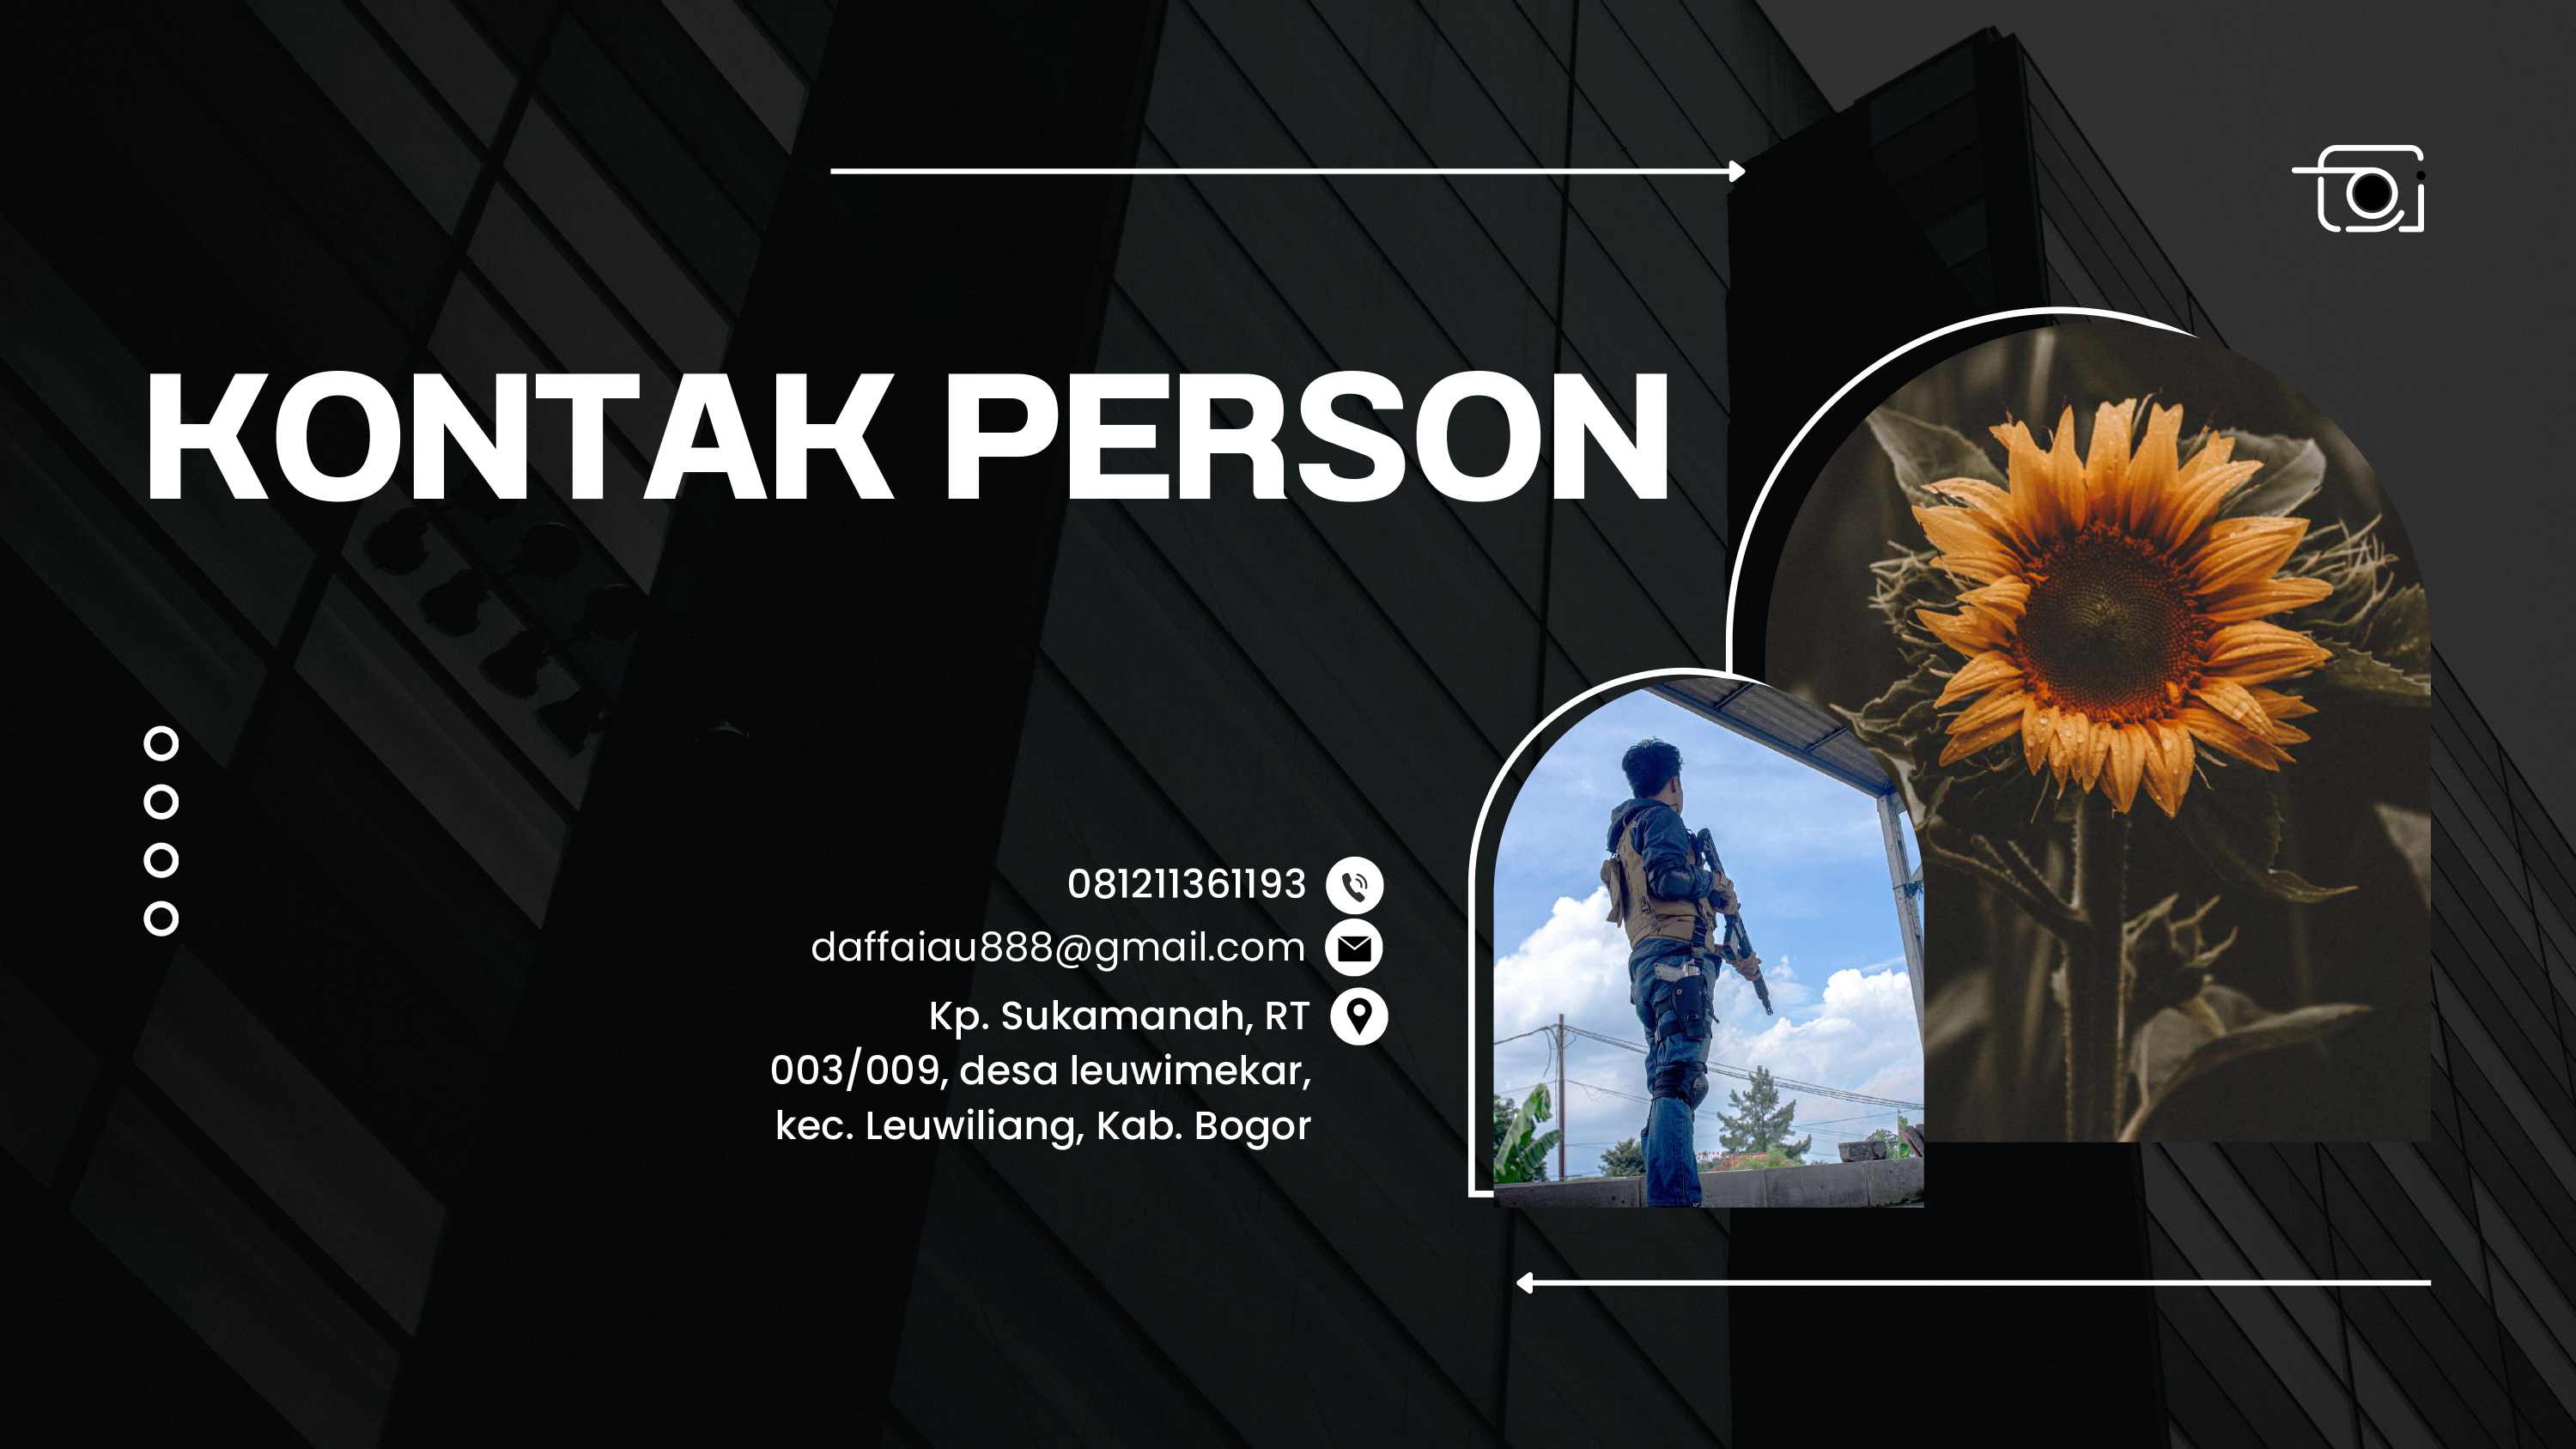 KONTAK PERSON
081211361193
daffaiau888@gmail.com
Kp. Sukamanah, RT
003/009, desa leuwimekar,
kec. Leuwiliang, Kab. Bogor